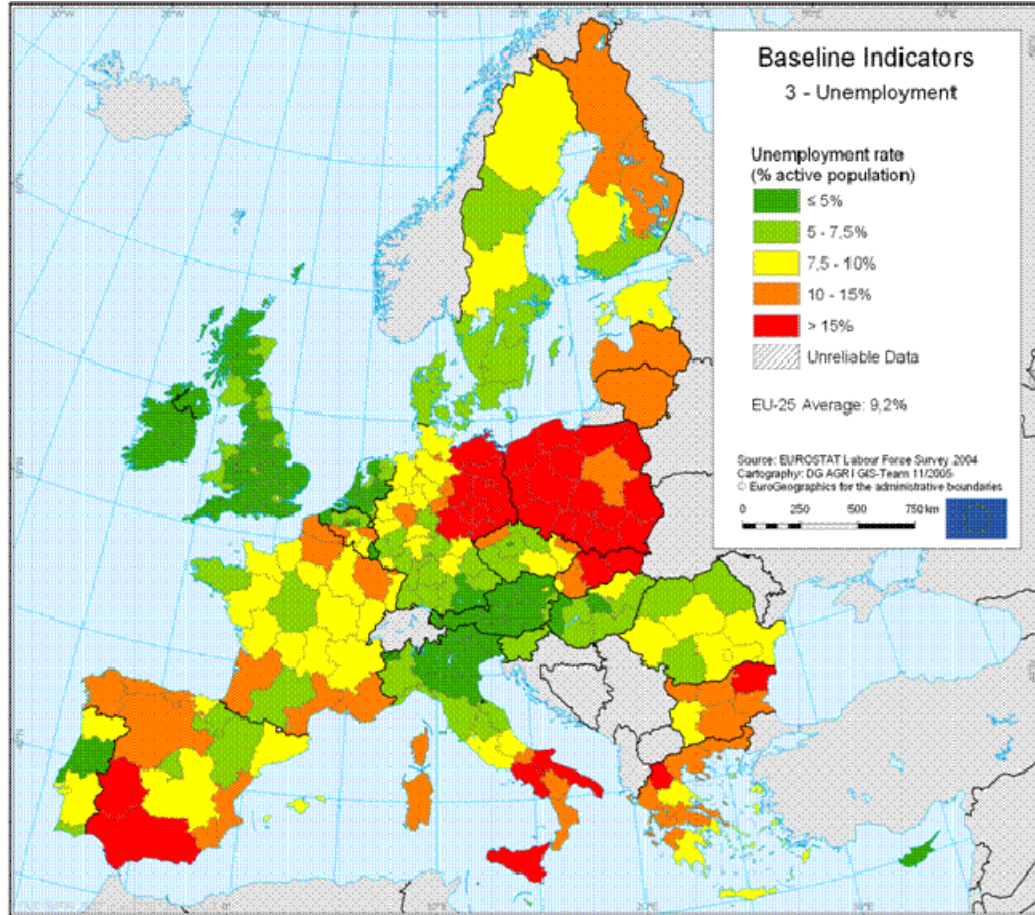 Baseline Indicators
3 - Unemployment
Unemployment rate
(% active population)
≤ 5%
5 - 7,5%
7,5 - 10%
10 - 15%
> 15%
Unreliable Data
EU-25 Average: 9,2%
Source: EUROSTAT Labour Force Survey 2004
Cartography: DG AGRI GIS-Team 11/2005
© EuroGeographics for the administrative boundaries
0 250 500 750 km